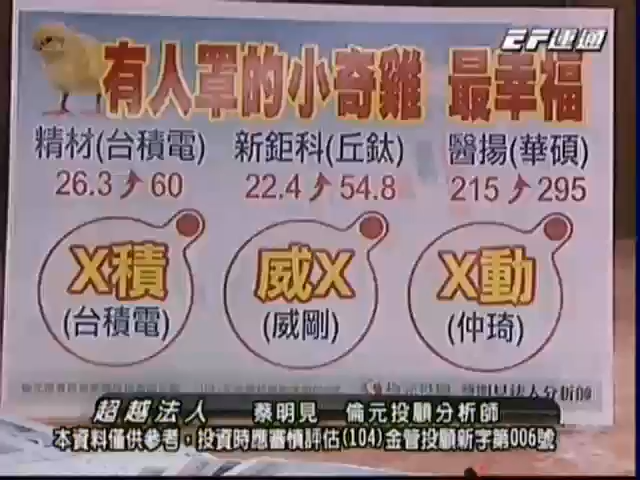 EF建通
有人罩的小奇雞 最幸福
精材(台積電) 新鉅科(丘鈦) 醫揚(華碩)
26.3 60 22.4 54.8 215 295
X積 威X X動
(台積電) (威剛) (仲琦)
超越法人 蔡明見 倫元投顧分析師
本資料僅供參考，投資時應審慎評估(104)金管投顧新字第006號